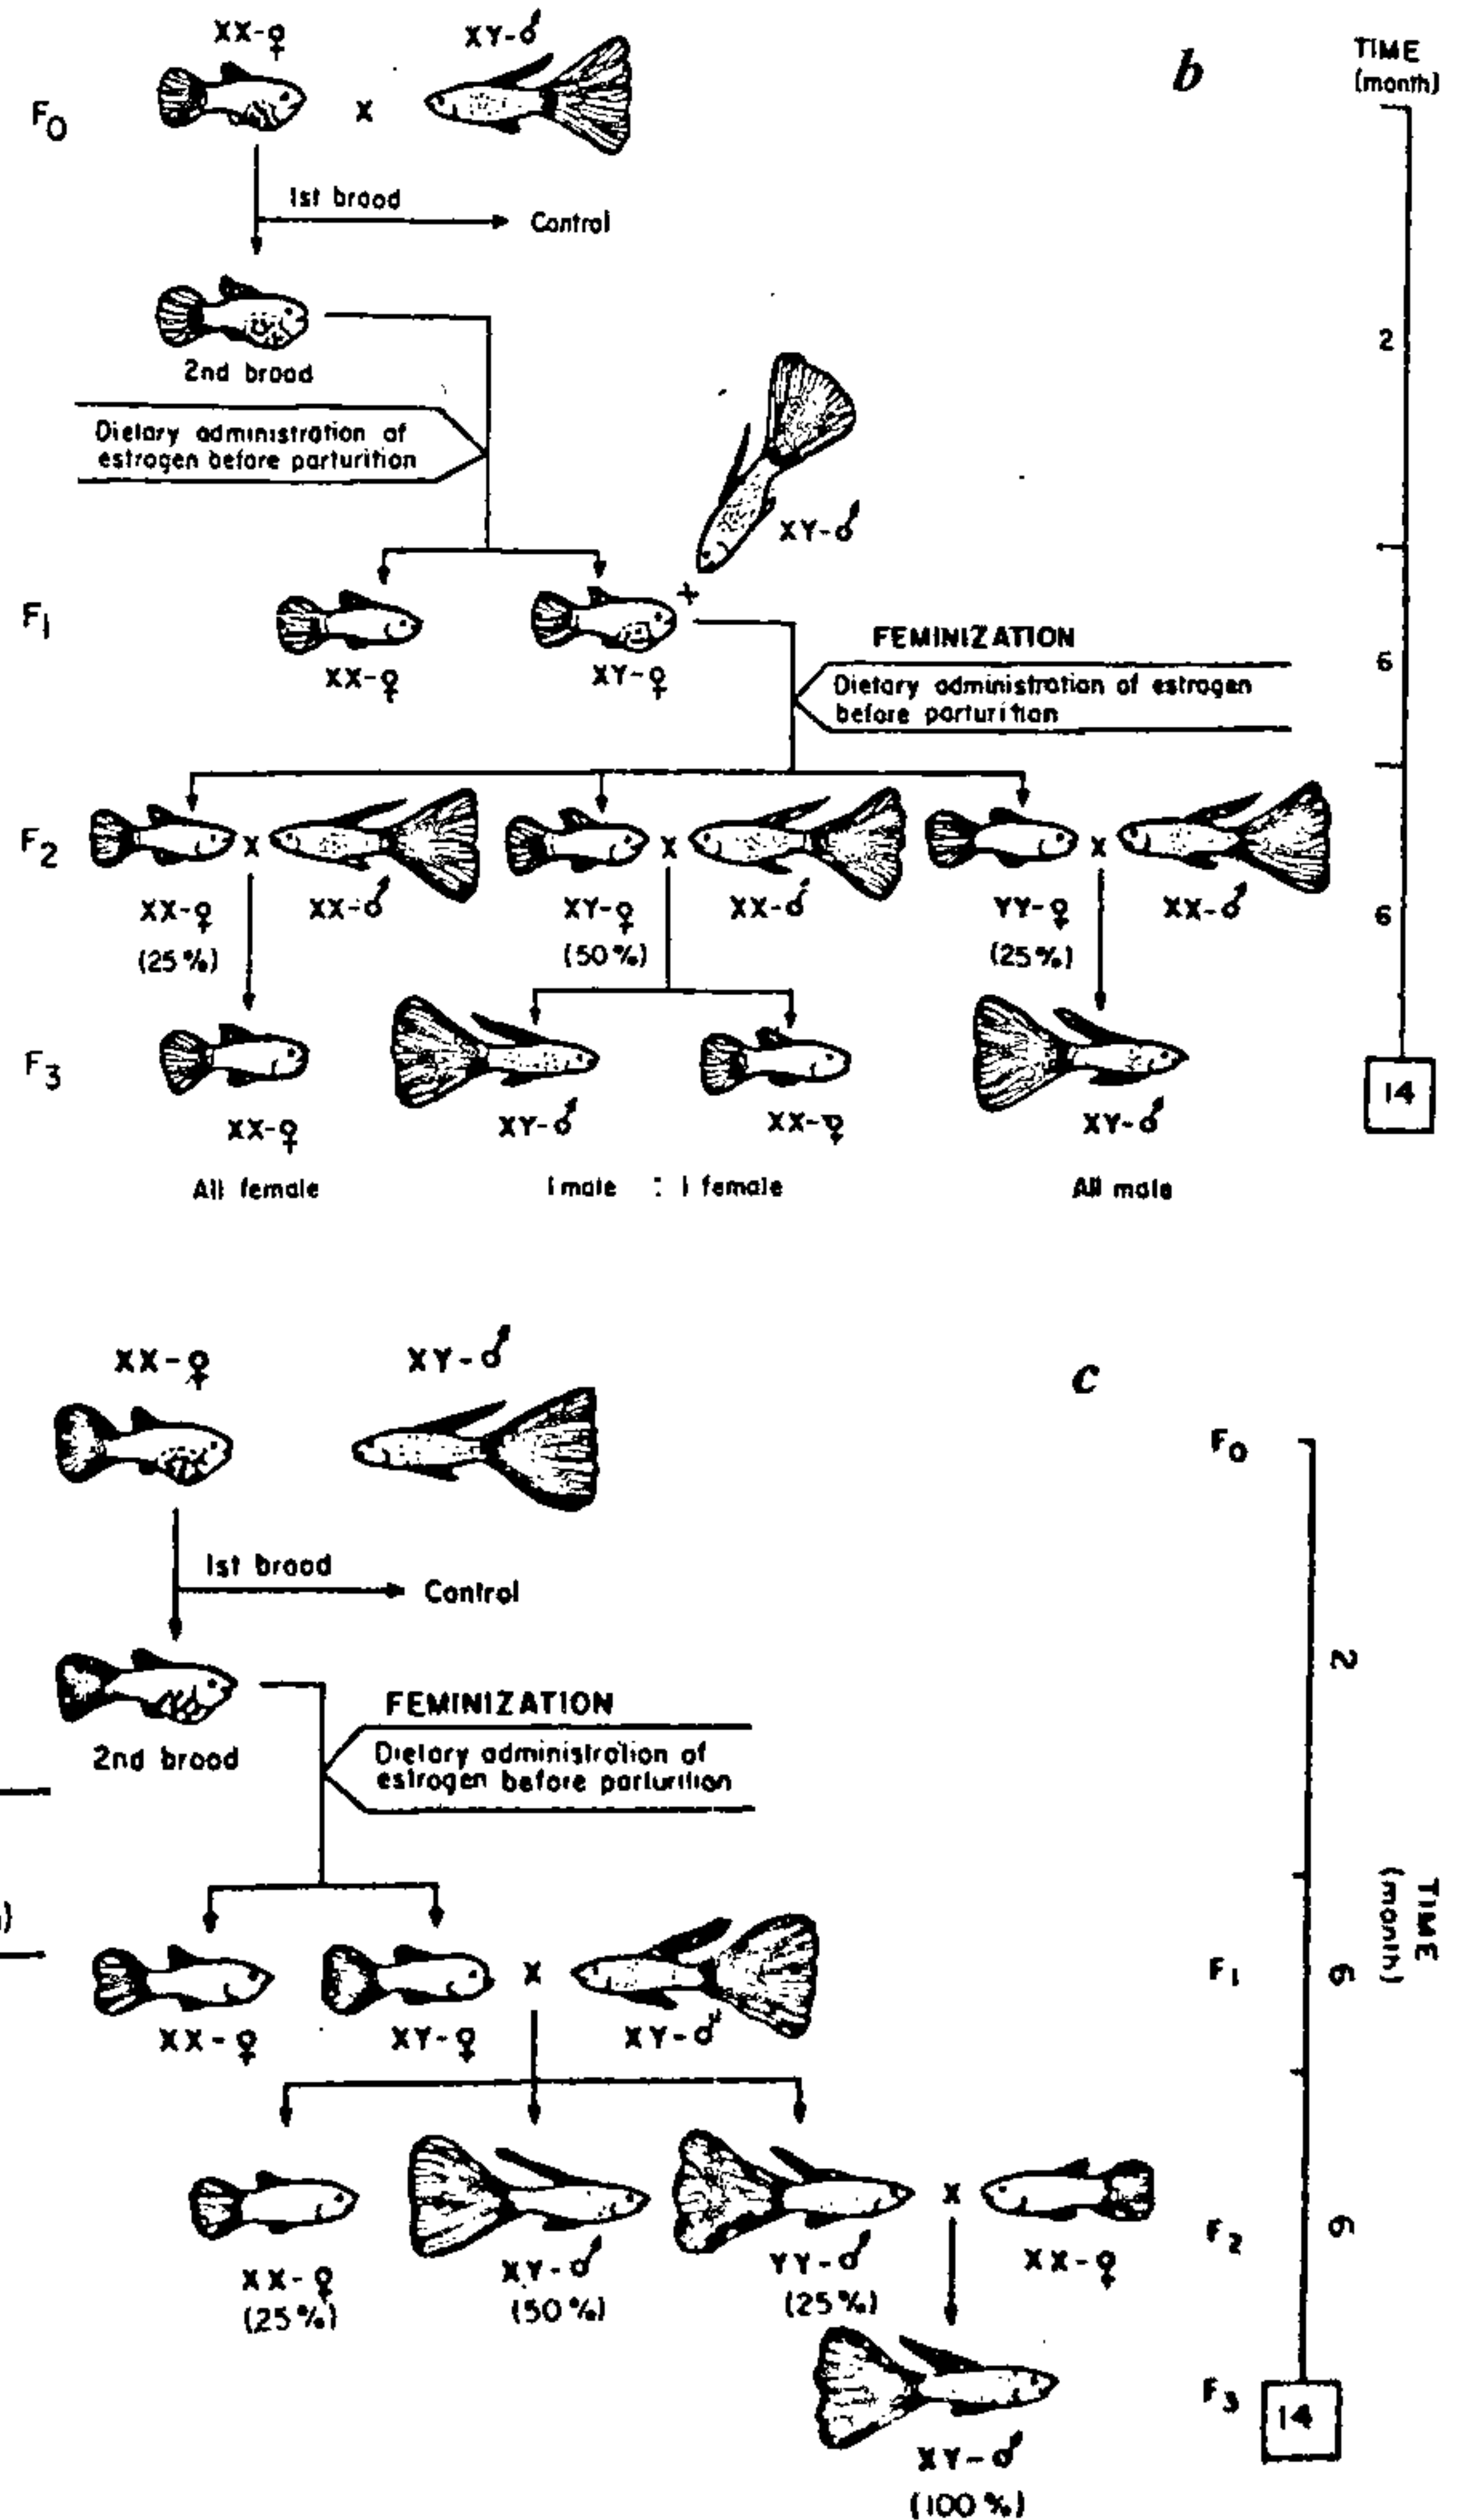 XX-♀ XY-♂
b
TIME
(month)
F0
x
1st brood
Control
2nd brood
2
Dietary administration of
estrogen before parturition
XY-♂
+
F1
XX-♀ XY-♀
FEMINIZATION
Dietary administration of estrogen
before parturition
6
F2
x x x
XX-♀ XX-♂ XY-♀ XX-♂ YY-♀ XX-♂
(25%) (50%) (25%)
6
F3
14
XX-♀ XY-♂ XX-♀ XY-♂
All female 1 male : 1 female All male
XX-♀ XY-♂
c
F0
1st brood
Control
2
2nd brood
FEMINIZATION
Dietary administration of
estrogen before parturition
TIME
(month)
x
F1
6
XX-♀ XY-♀ XY-♂
x
F2
6
XX-♀ XY-♂ YY-♂ XX-♀
(25%) (50%) (25%)
F3
14
XY-♂
(100%)